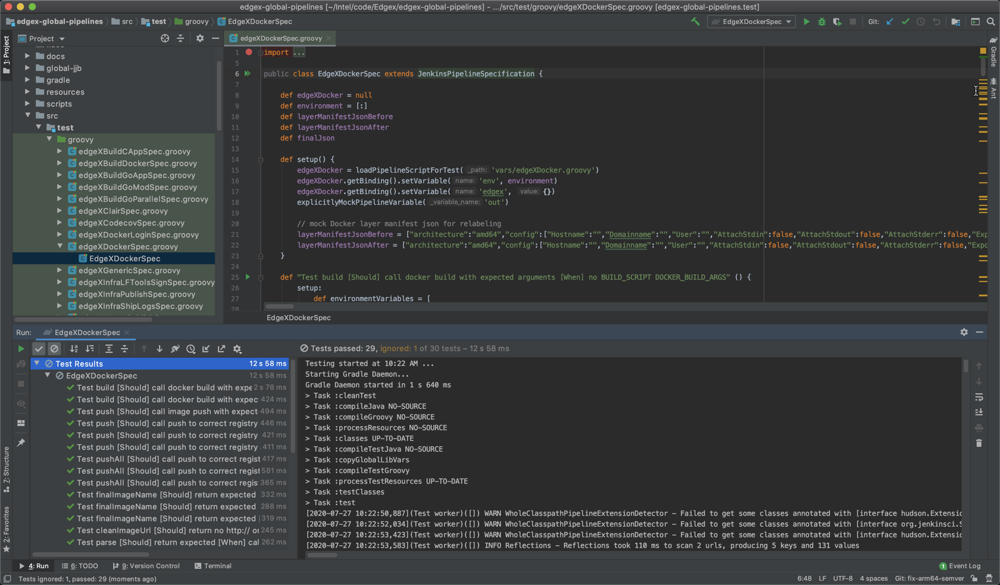 edgex-global-pipelines [~/Intel/code/Edgex/edgex-global-pipelines] - .../src/test/groovy/edgeXDockerSpec.groovy [edgex-global-pipelines.test]
edgex-global-pipelines src test groovy EdgeXDockerSpec
EdgeXDockerSpec
Git:
1: Project
Project
docs
global-jjb
gradle
resources
scripts
src
test
groovy
edgeXBuildCAppSpec.groovy
edgeXBuildDockerSpec.groovy
edgeXBuildGoAppSpec.groovy
edgeXBuildGoModSpec.groovy
edgeXBuildGoParallelSpec.groovy
edgeXClairSpec.groovy
edgeXCodecovSpec.groovy
edgeXDockerLoginSpec.groovy
edgeXDockerSpec.groovy
EdgeXDockerSpec
edgeXGenericSpec.groovy
edgeXInfraLFToolsSignSpec.groovy
edgeXInfraPublishSpec.groovy
edgeXInfraShipLogsSpec.groovy
edgeXDockerSpec.groovy
1 import ...
5
6 public class EdgeXDockerSpec extends JenkinsPipelineSpecification {
7
8 def edgeXDocker = null
9 def environment = [:]
10 def layerManifestJsonBefore
11 def layerManifestJsonAfter
12 def finalJson
13
14 def setup() {
15 edgeXDocker = loadPipelineScriptForTest( _path: 'vars/edgeXDocker.groovy')
16 edgeXDocker.getBinding().setVariable( name: 'env', environment)
17 edgeXDocker.getBinding().setVariable( name: 'edgex', value: {})
18 explicitlyMockPipelineVariable( _variable_name: 'out')
19
20 // mock Docker layer manifest json for relabeling
21 layerManifestJsonBefore = ["architecture":"amd64","config":["Hostname":"","Domainname":"","User":"","AttachStdin":false,"AttachStdout":false,"AttachStderr":false,"Exp
22 layerManifestJsonAfter = ["architecture":"amd64","config":["Hostname":"","Domainname":"","User":"","AttachStdin":false,"AttachStdout":false,"AttachStderr":false,"Expo
23 }
24
25 def "Test build [Should] call docker build with expected arguments [When] no BUILD_SCRIPT DOCKER_BUILD_ARGS" () {
26 setup:
27 def environmentVariables = [
28
EdgeXDockerSpec
Gradle
Ant
Run: EdgeXDockerSpec
Tests passed: 29, ignored: 1 of 30 tests – 12 s 58 ms
Test Results 12 s 58 ms
EdgeXDockerSpec 12 s 58 ms
Test build [Should] call docker build with expe 2 s 78 ms
Test build [Should] call docker build with expec 424 ms
Test push [Should] call image push with expect 494 ms
Test push [Should] call push to correct registry 446 ms
Test push [Should] call push to correct registry 421 ms
Test push [Should] call push to correct registry 411 ms
Test pushAll [Should] call push to correct regist 417 ms
Test pushAll [Should] call push to correct regist 581 ms
Test pushAll [Should] call push to correct regis 365 ms
Test finalImageName [Should] return expected 332 ms
Test finalImageName [Should] return expected 288 ms
Test finalImageName [Should] return expected 319 ms
Test cleanImageUrl [Should] return no http:// or 245 ms
Test parse [Should] return expected [When] cal 262 ms
Testing started at 10:22 AM ...
Starting Gradle Daemon...
Gradle Daemon started in 1 s 640 ms
> Task :cleanTest
> Task :compileJava NO-SOURCE
> Task :compileGroovy NO-SOURCE
> Task :processResources NO-SOURCE
> Task :classes UP-TO-DATE
> Task :compileTestJava NO-SOURCE
> Task :copyGlobalLibVars
> Task :compileTestGroovy
> Task :processTestResources UP-TO-DATE
> Task :testClasses
> Task :test
[2020-07-27 10:22:50,887](Test worker)([]) WARN WholeClasspathPipelineExtensionDetector – Failed to get some classes annotated with [interface hudson.Extensio
[2020-07-27 10:22:52,034](Test worker)([]) WARN WholeClasspathPipelineExtensionDetector – Failed to get some classes annotated with [interface org.jenkinsci.S
[2020-07-27 10:22:53,423](Test worker)([]) WARN WholeClasspathPipelineExtensionDetector – Failed to get some classes annotated with [interface hudson.Extensio
[2020-07-27 10:22:53,583](Test worker)([]) INFO Reflections – Reflections took 110 ms to scan 2 urls, producing 5 keys and 131 values
7: Structure
2: Favorites
4: Run 6: TODO 9: Version Control Terminal
1 Event Log
Tests ignored: 1, passed: 29 (moments ago)
6:48 LF UTF-8 4 spaces Git: fix-arm64-semver